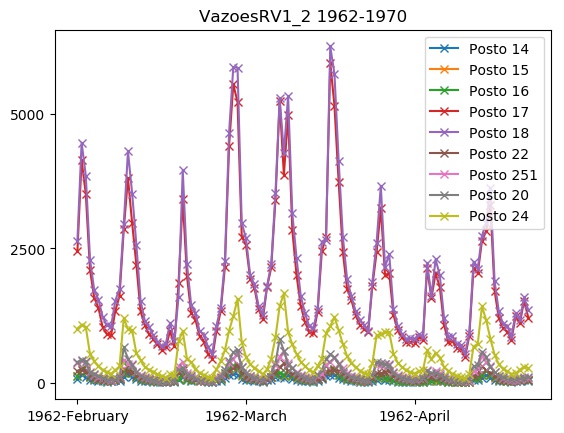 VazoesRV1_2 1962-1970
Posto 14
Posto 15
Posto 16
Posto 17
Posto 18
Posto 22
Posto 251
Posto 20
Posto 24
5000
2500
0
1962-February 1962-March 1962-April